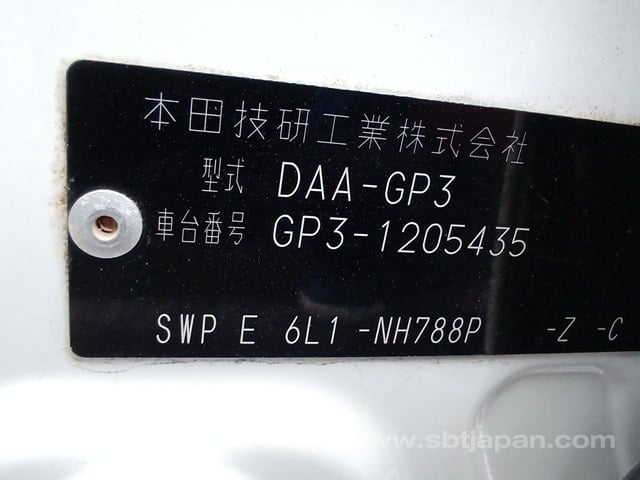 本田技研工業株式会社
型式 DAA-GP3
車台番号 GP3-1205435
SWP E 6L1 -NH788P -Z -C
www.sbtjapan.com